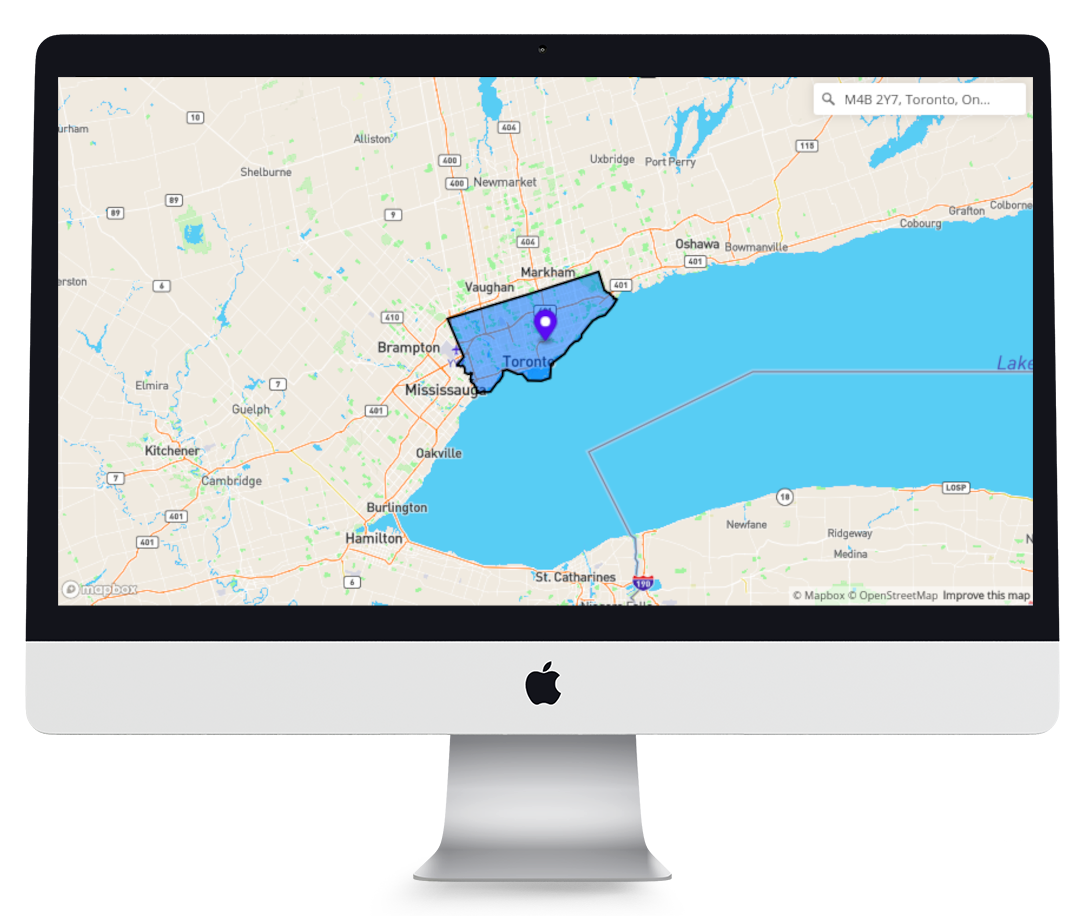 M4B 2Y7, Toronto, On...
10
404
urham
Alliston
115
400
Uxbridge
Port Perry
Shelburne
400
Newmarket
89
89
9
Grafton
Colborne
Cobourg
404
Oshawa
Bowmanville
401
Markham
erston
6
Vaughan
401
410
Brampton
Toronto
Lake
Elmira
7
Mississauga
Guelph
401
Kitchener
Oakville
7
Cambridge
LOSP
18
Burlington
401
Newfane
Ridgeway
401
Hamilton
N
Medina
St. Catharines
6
190
mapbox
© Mapbox © OpenStreetMap Improve this map